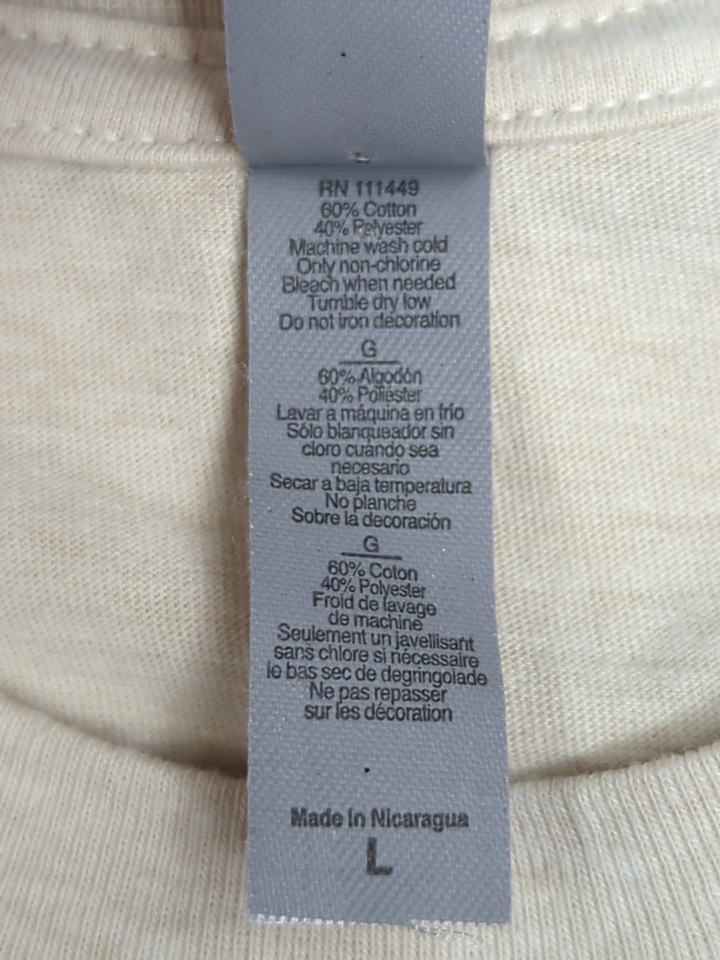 RN 111449
60% Cotton
40% Polyester
Machine wash cold
Only non-chlorine
Bleach when needed
Tumble dry low
Do not iron decoration
G
60% Algodón
40% Poliester
Lavar a máquina en frío
Sólo blanqueador sin
cloro cuando sea
necesario
Secar a baja temperatura
No planche
Sobre la decoración
G
60% Coton
40% Polyester
Froid de lavage
de machine
Seulement un javellisant
sans chlore si nécessaire
le bas sec de degringolade
Ne pas repasser
sur les décoration
Made in Nicaragua
L